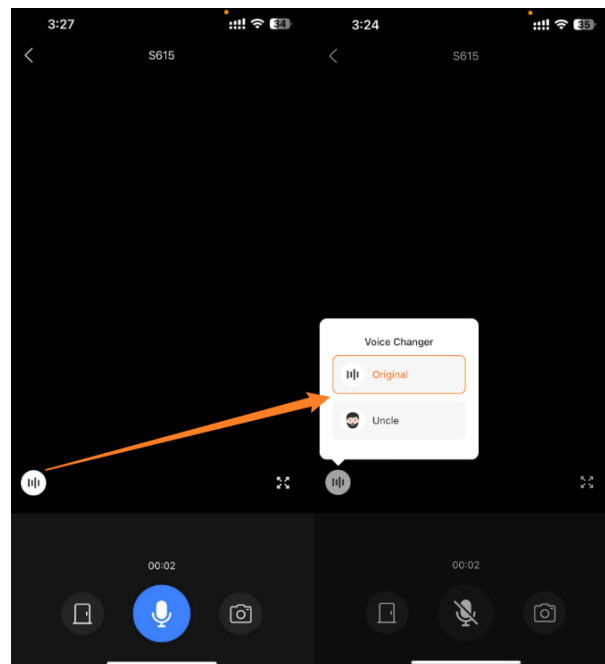 3:27
34
S615
00:02
3:24
35
S615
Voice Changer
Original
Uncle
00:02